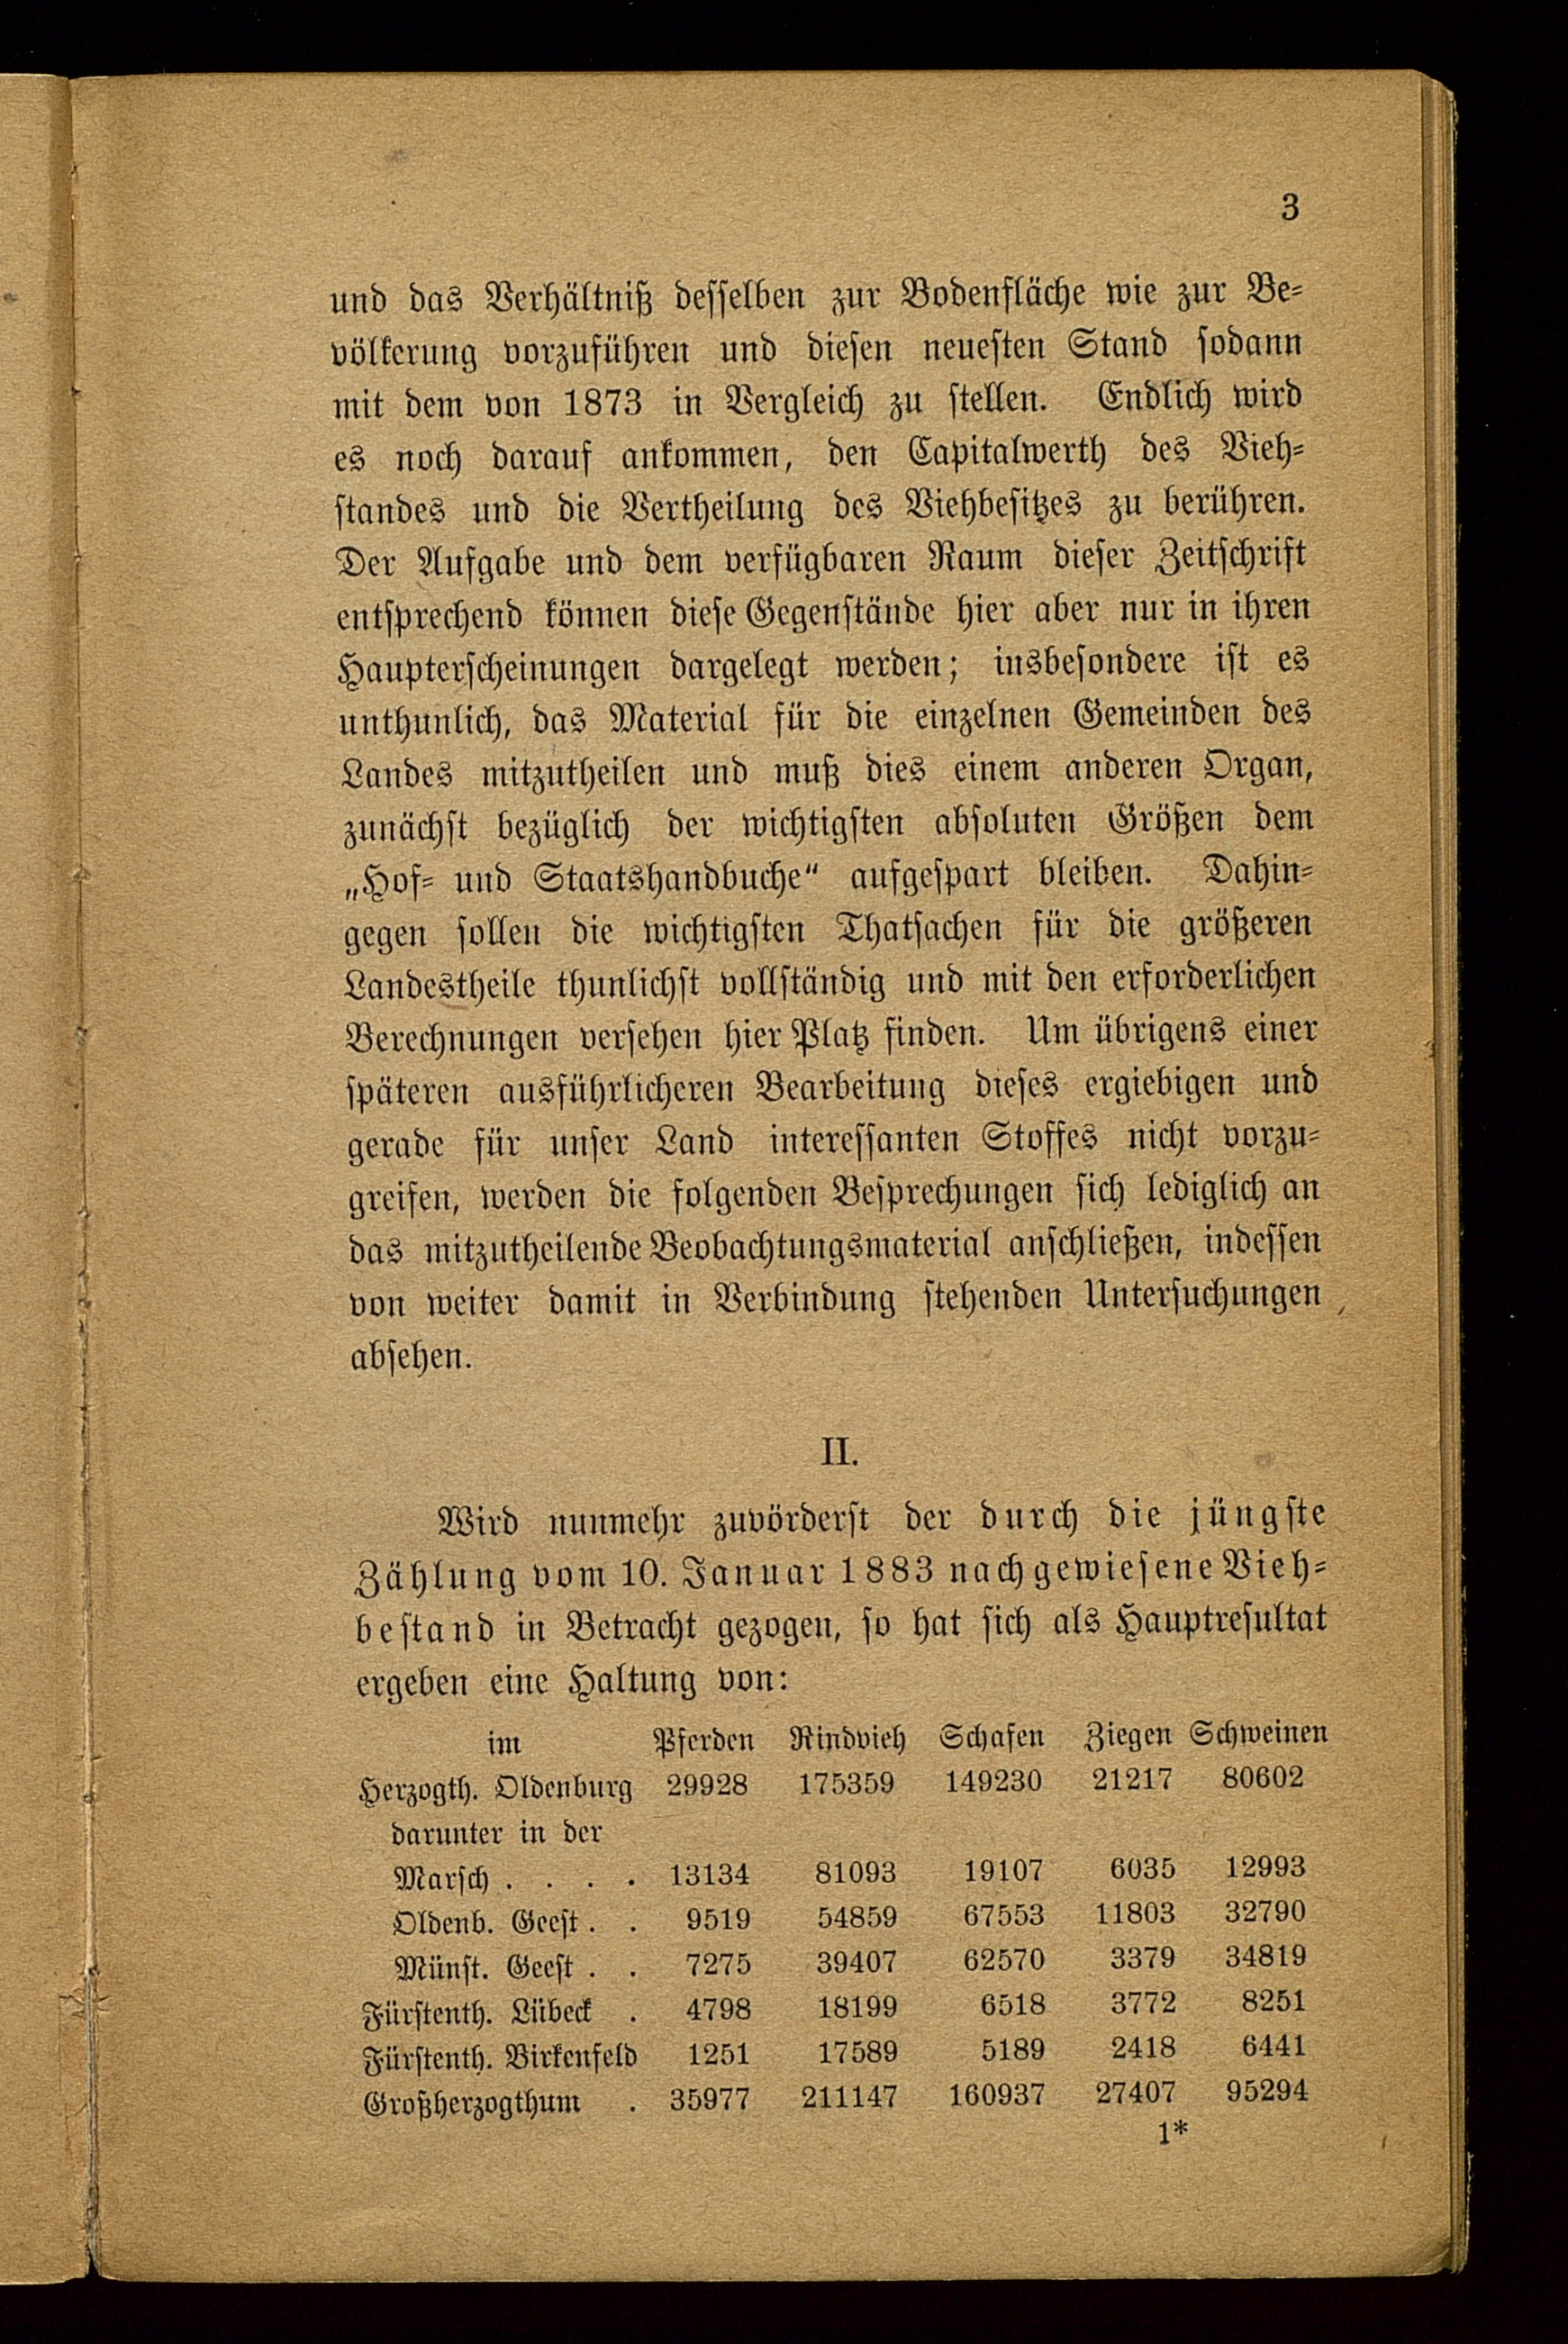 3
und das Verhältniß desselben zur Bodenfläche wie zur Be=
völkerung vorzuführen und diesen neuesten Stand sodann
mit dem von 1873 in Vergleich zu stellen. Endlich wird
es noch darauf ankommen, den Capitalwerth des Vieh=
standes und die Vertheilung des Viehbesitzes zu berühren.
Der Aufgabe und dem verfügbaren Raum dieser Zeitschrift
entsprechend können diese Gegenstände hier aber nur in ihren
Haupterscheinungen dargelegt werden; insbesondere ist es
unthunlich, das Material für die einzelnen Gemeinden des
Landes mitzutheilen und muß dies einem anderen Organ,
zunächst bezüglich der wichtigsten absoluten Größen dem
„Hof= und Staatshandbuche“ aufgespart bleiben. Dahin=
gegen sollen die wichtigsten Thatsachen für die größeren
Landestheile thunlichst vollständig und mit den erforderlichen
Berechnungen versehen hier Platz finden. Um übrigens einer
späteren ausführlicheren Bearbeitung dieses ergiebigen und
gerade für unser Land interessanten Stoffes nicht vorzu=
greifen, werden die folgenden Besprechungen sich lediglich an
das mitzutheilende Beobachtungsmaterial anschließen, indessen
von weiter damit in Verbindung stehenden Untersuchungen
absehen.
II.
Wird nunmehr zuvörderst der durch die jüngste
Zählung vom 10. Januar 1883 nachgewiesene Vieh=
bestand in Betracht gezogen, so hat sich als Hauptresultat
ergeben eine Haltung von:
im Pferden Rindvieh Schafen Ziegen Schweinen
Herzogth. Oldenburg 29928 175359 149230 21217 80602
darunter in der
Marsch . . . . 13134 81093 19107 6035 12993
Oldenb. Geest . . 9519 54859 67553 11803 32790
Münst. Geest . . 7275 39407 62570 3379 34819
Fürstenth. Lübeck . 4798 18199 6518 3772 8251
Fürstenth. Birkenfeld 1251 17589 5189 2418 6441
Großherzogthum . 35977 211147 160937 27407 95294
1*